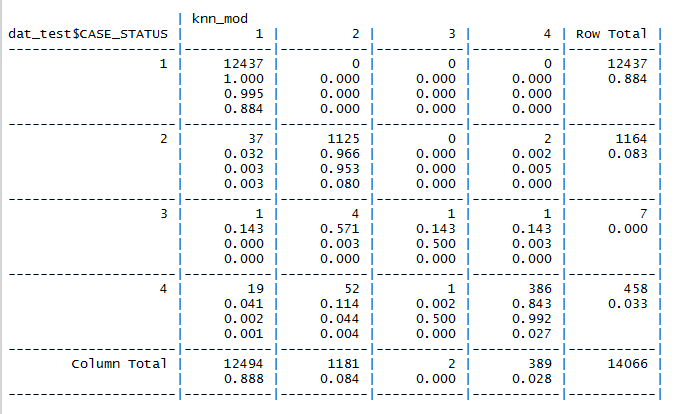 | knn_mod
dat_test$CASE_STATUS | 1 | 2 | 3 | 4 | Row Total |
---------------------|-----------|-----------|-----------|-----------|-----------|
1 | 12437 | 0 | 0 | 0 | 12437 |
| 1.000 | 0.000 | 0.000 | 0.000 | 0.884 |
| 0.995 | 0.000 | 0.000 | 0.000 | |
| 0.884 | 0.000 | 0.000 | 0.000 | |
---------------------|-----------|-----------|-----------|-----------|-----------|
2 | 37 | 1125 | 0 | 2 | 1164 |
| 0.032 | 0.966 | 0.000 | 0.002 | 0.083 |
| 0.003 | 0.953 | 0.000 | 0.005 | |
| 0.003 | 0.080 | 0.000 | 0.000 | |
---------------------|-----------|-----------|-----------|-----------|-----------|
3 | 1 | 4 | 1 | 1 | 7 |
| 0.143 | 0.571 | 0.143 | 0.143 | 0.000 |
| 0.000 | 0.003 | 0.500 | 0.003 | |
| 0.000 | 0.000 | 0.000 | 0.000 | |
---------------------|-----------|-----------|-----------|-----------|-----------|
4 | 19 | 52 | 1 | 386 | 458 |
| 0.041 | 0.114 | 0.002 | 0.843 | 0.033 |
| 0.002 | 0.044 | 0.500 | 0.992 | |
| 0.001 | 0.004 | 0.000 | 0.027 | |
---------------------|-----------|-----------|-----------|-----------|-----------|
Column Total | 12494 | 1181 | 2 | 389 | 14066 |
| 0.888 | 0.084 | 0.000 | 0.028 | |
---------------------|-----------|-----------|-----------|-----------|-----------|